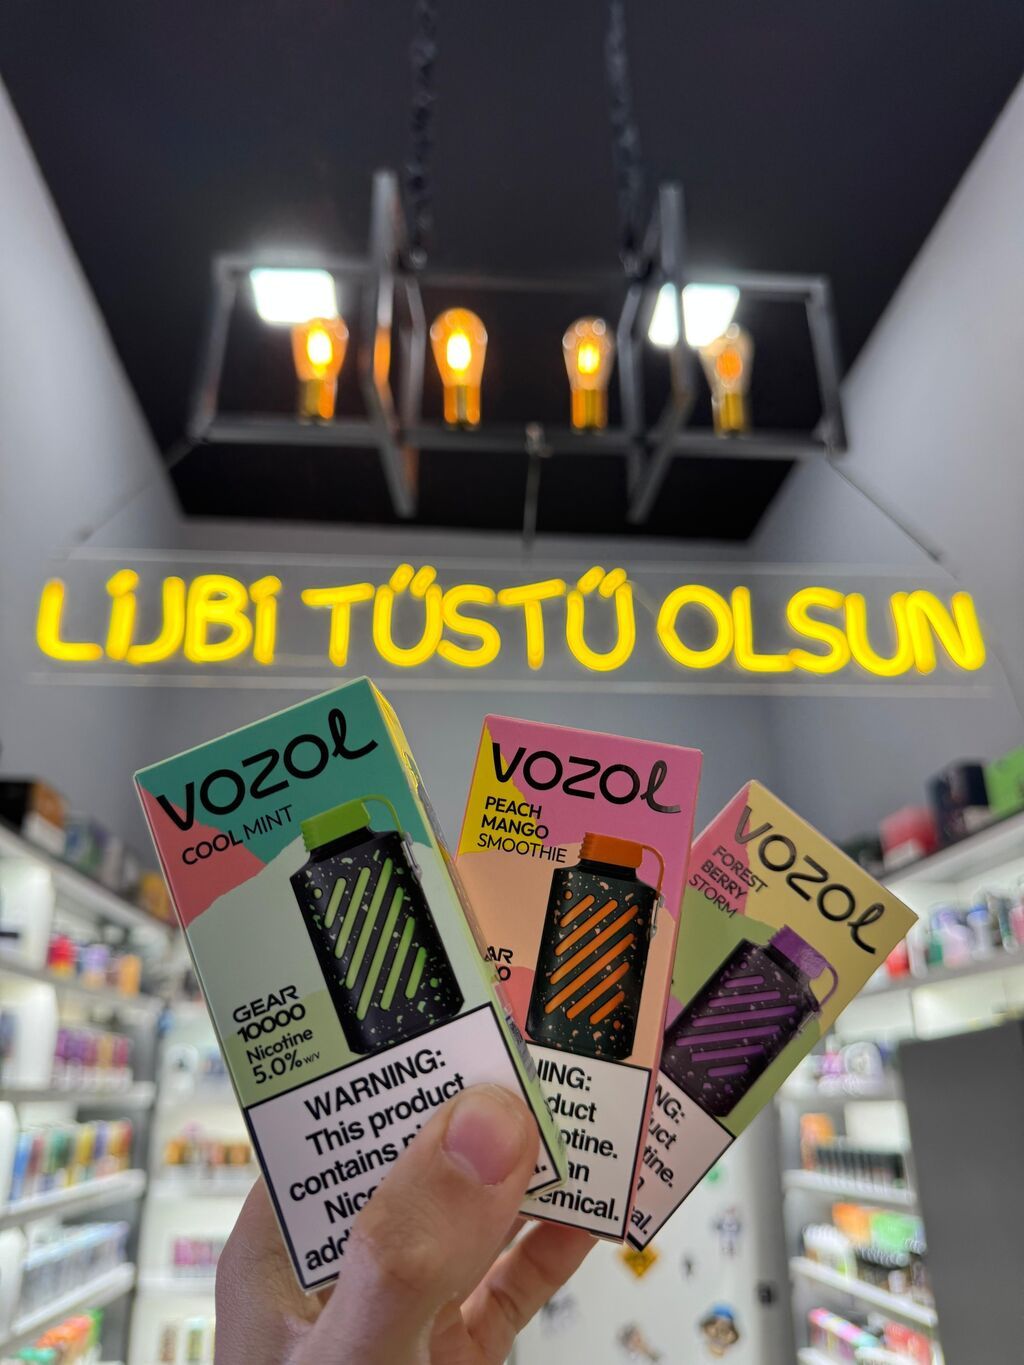 LİJBİ TÜSTÜ OLSUN
VOZOL
COOL MINT
GEAR
10000
Nicotine
5.0% w/v
WARNING:
This product
contains
VOZOL
PEACH
MANGO
SMOOTHIE
VOZOL
FOREST
BERRY
STORM